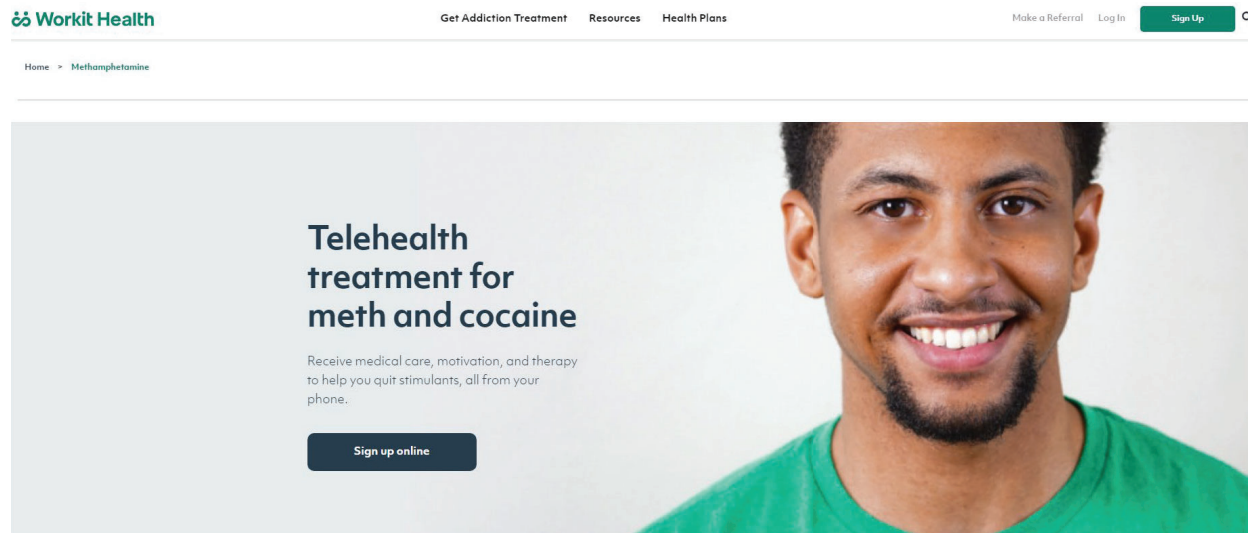 Workit Health
Get Addiction Treatment Resources Health Plans
Make a Referral Log In Sign Up
Home > Methamphetamine
Telehealth
treatment for
meth and cocaine
Receive medical care, motivation, and therapy
to help you quit stimulants, all from your
phone.
Sign up online